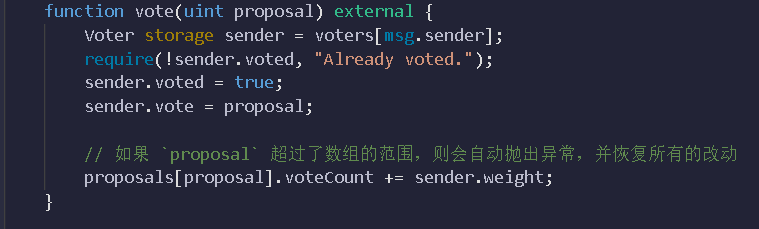 function vote(uint proposal) external {
Voter storage sender = voters[msg.sender];
require(!sender.voted, "Already voted.");
sender.voted = true;
sender.vote = proposal;
// 如果 `proposal` 超过了数组的范围，则会自动抛出异常，并恢复所有的改动
proposals[proposal].voteCount += sender.weight;
}